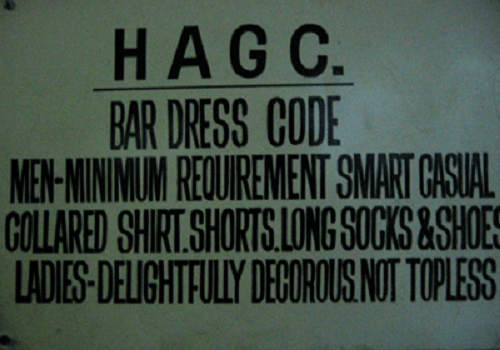 HAGC.
BAR DRESS CODE
MEN-MINIMUM REQUIREMENT SMART CASUAL
COLLARED SHIRT.SHORTS.LONG SOCKS & SHOES
LADIES-DELIGHTFULLY DECOROUS.NOT TOPLESS